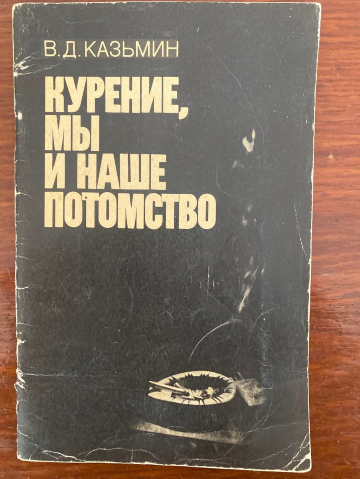 В.Д.КАЗЬМИН
КУРЕНИЕ,
МЫ
И НАШЕ
ПОТОМСТВО